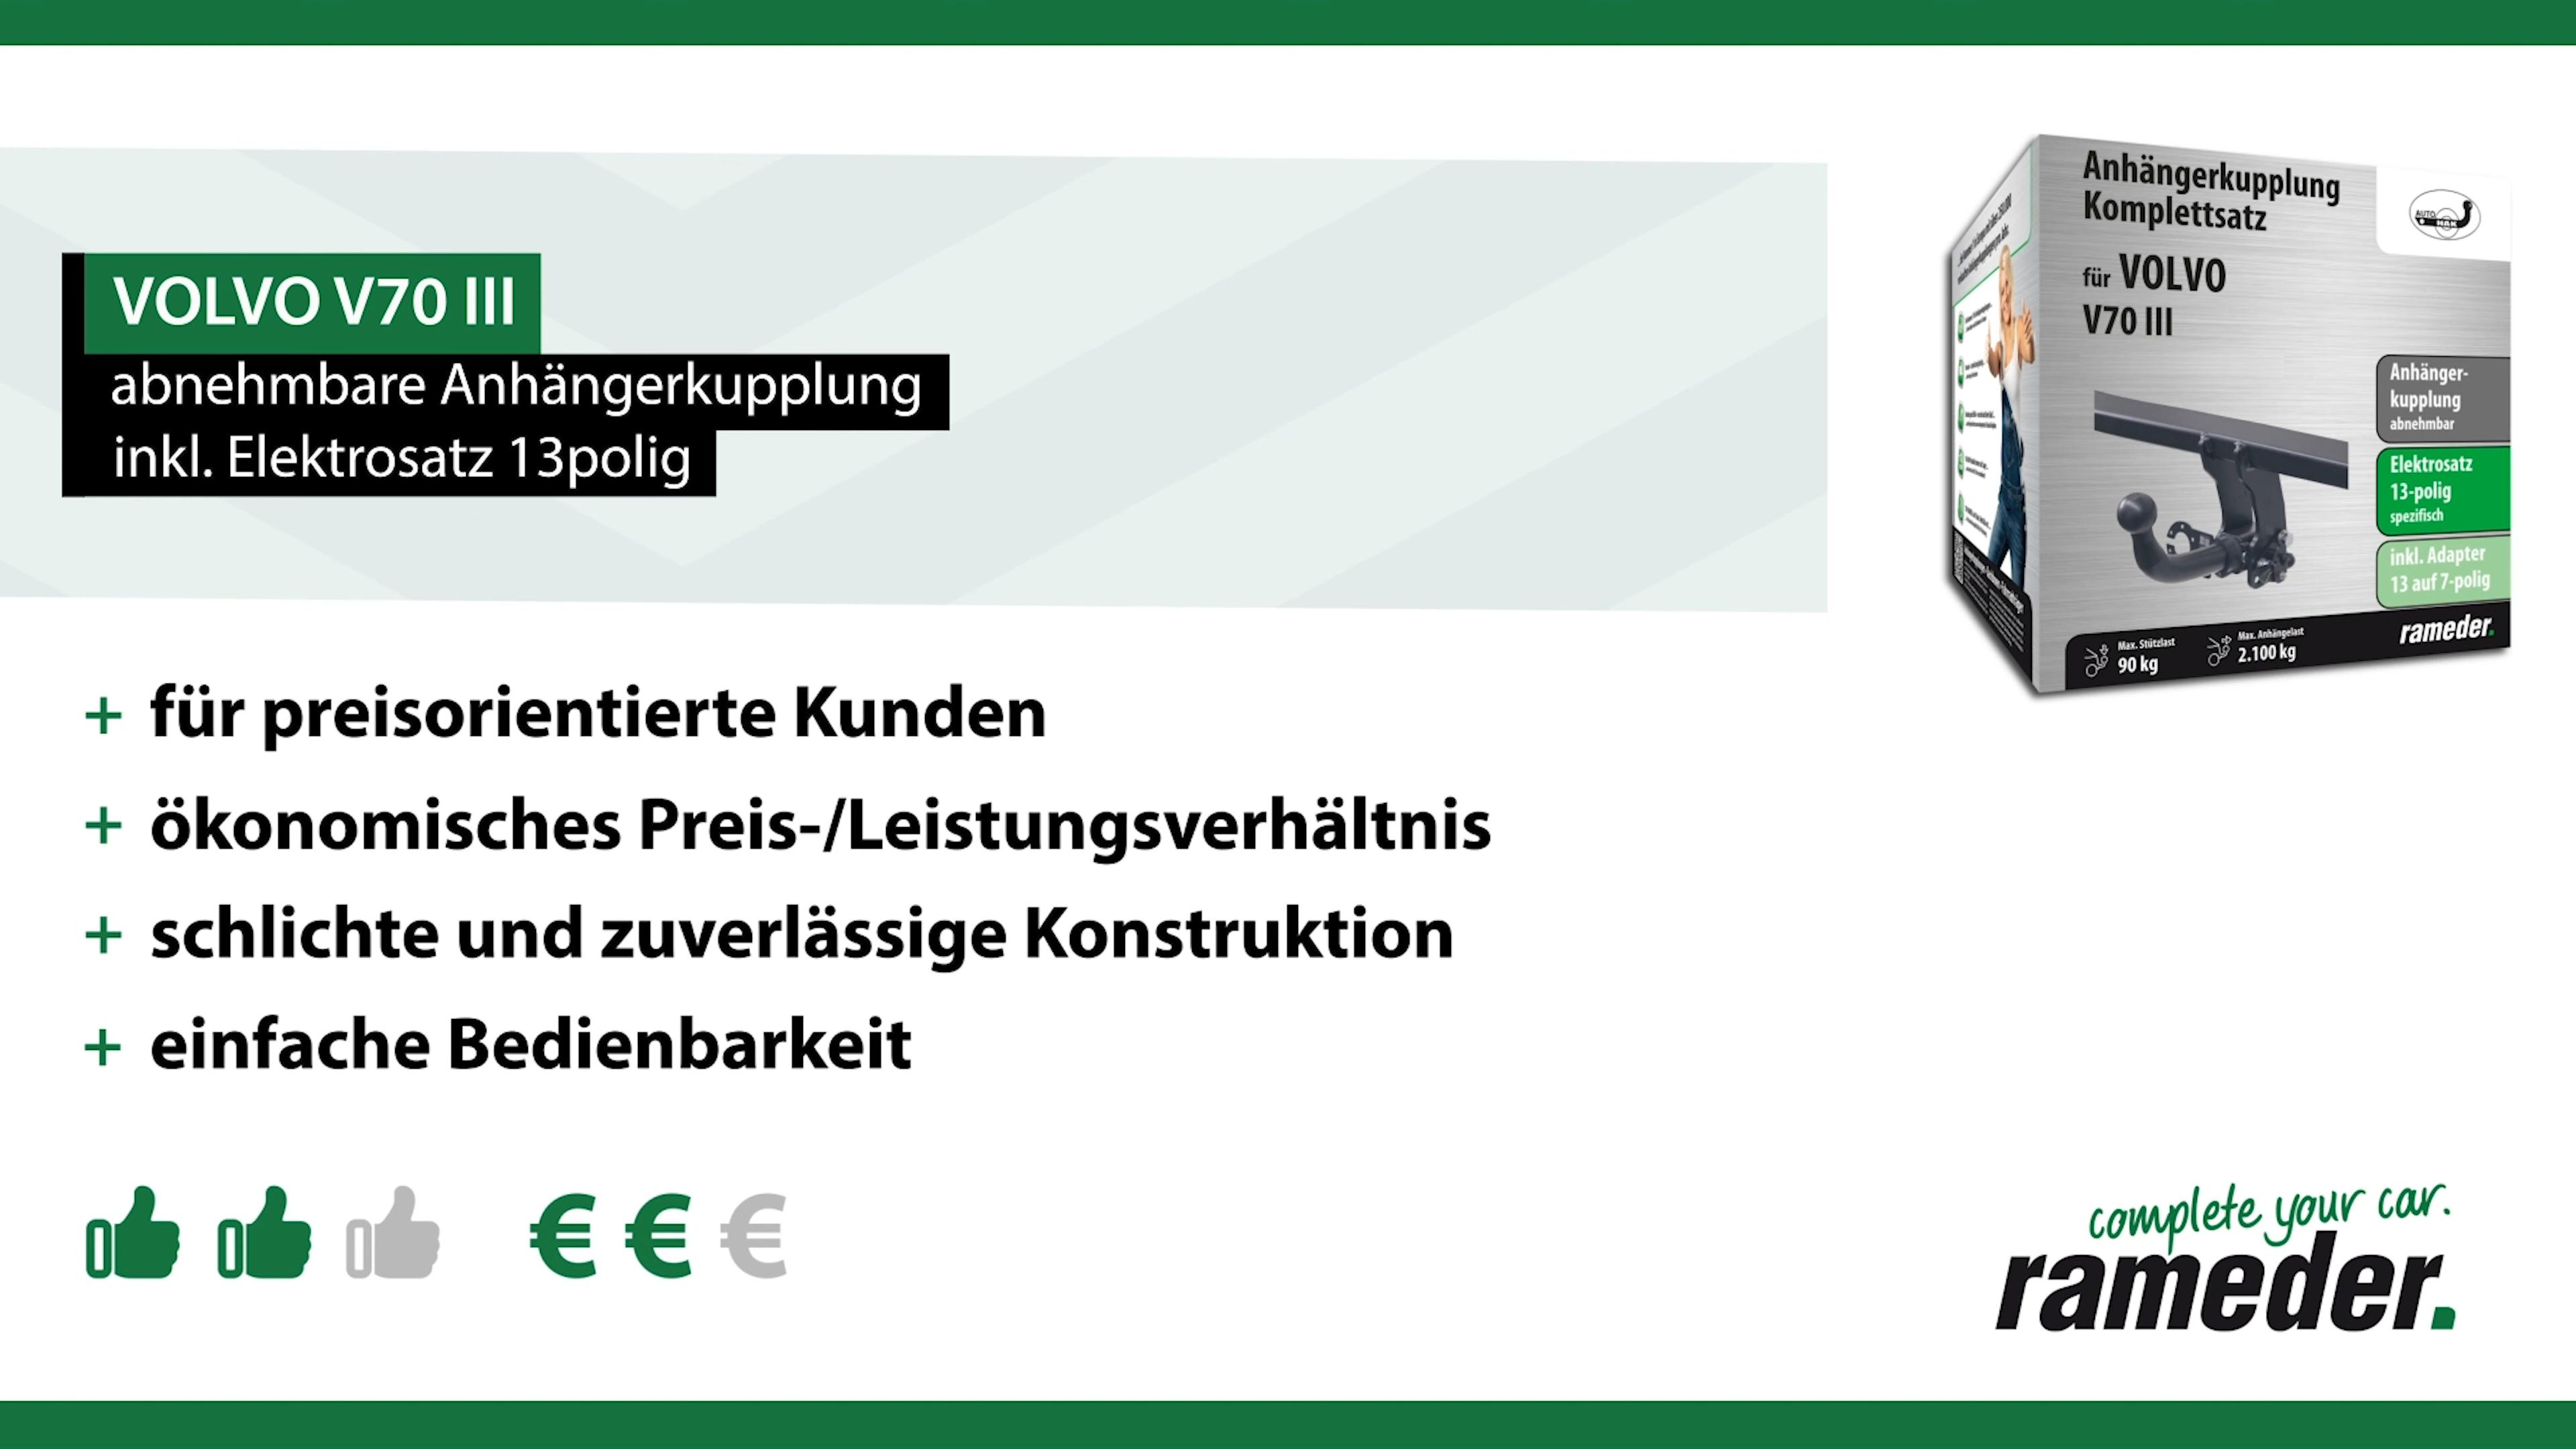 VOLVO V70 III
abnehmbare Anhängerkupplung
inkl. Elektrosatz 13polig
+ für preisorientierte Kunden
+ ökonomisches Preis-/Leistungsverhältnis
+ schlichte und zuverlässige Konstruktion
+ einfache Bedienbarkeit
€ € €
Anhängerkupplung
Komplettsatz
für VOLVO
V70 III
AUTO
HAK
Anhänger-
kupplung
abnehmbar
Elektrosatz
13-polig
spezifisch
inkl. Adapter
13 auf 7-polig
Max. Stützlast
90 kg
Max. Anhängelast
2.100 kg
rameder.
complete your car.
rameder.